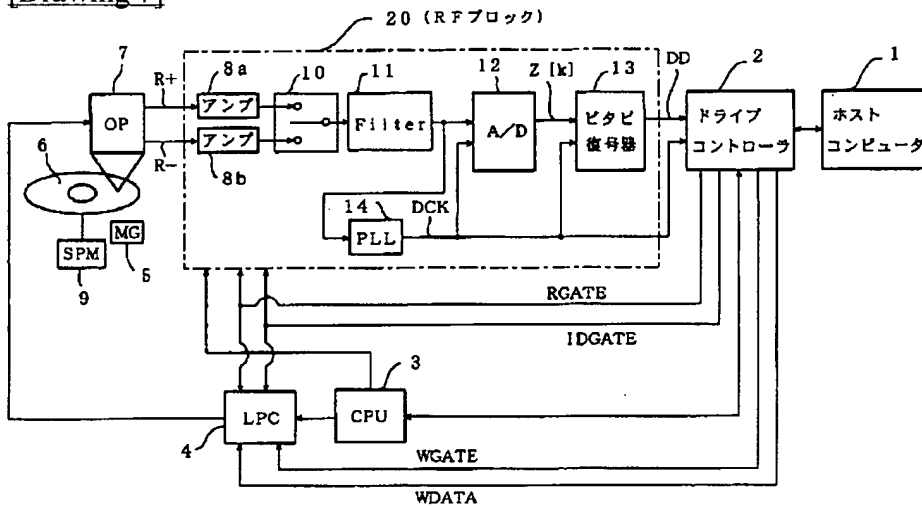 20 (RFブロック)
7
R+
8a
アンプ
10
11
12
Z [k]
13
DD
2
1
OP
Filter
A/D
ビタビ
復号器
ドライブ
コントローラ
ホスト
コンピュータ
R-
アンプ
8b
6
14
PLL
DCK
MG
5
SPM
9
RGATE
IDGATE
3
LPC
CPU
4
WGATE
WDATA